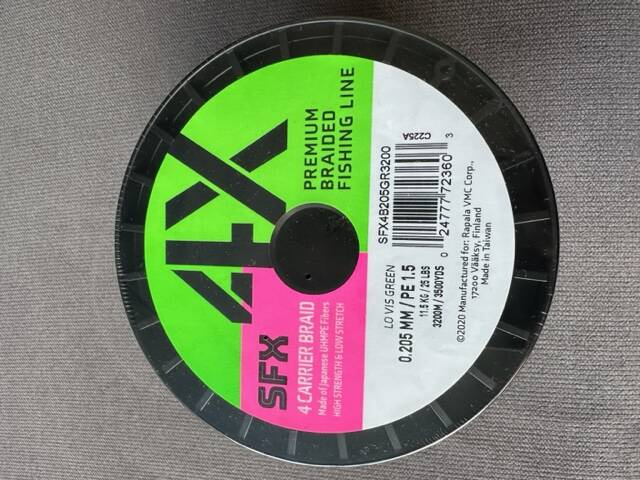 SFX
4X
4 CARRIER BRAID
Made of Japanese UHMPE Fibers
HIGH STRENGTH & LOW STRETCH
PREMIUM
BRAIDED
FISHING LINE
LO VIS GREEN
0.205 MM / PE 1.5
11.5 KG / 25 LBS
3200M / 3500YDS
SFX4B205GR3200
C225A
0 24777 72360 3
©2020 Manufactured for: Rapala VMC Corp.,
17200 Vääksy, Finland
Made in Taiwan